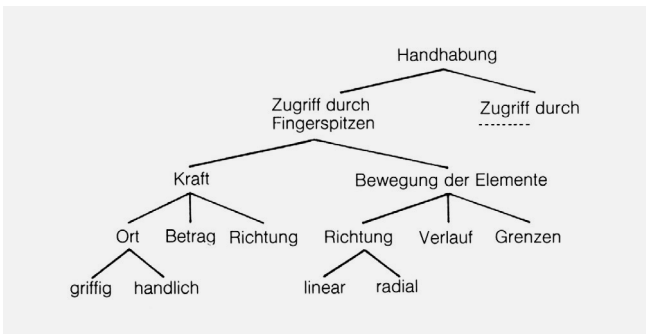 Handhabung
Zugriff durch
Fingerspitzen
Zugriff durch
Kraft
Bewegung der Elemente
Ort
Betrag
Richtung
Richtung
Verlauf
Grenzen
griffig
handlich
linear
radial